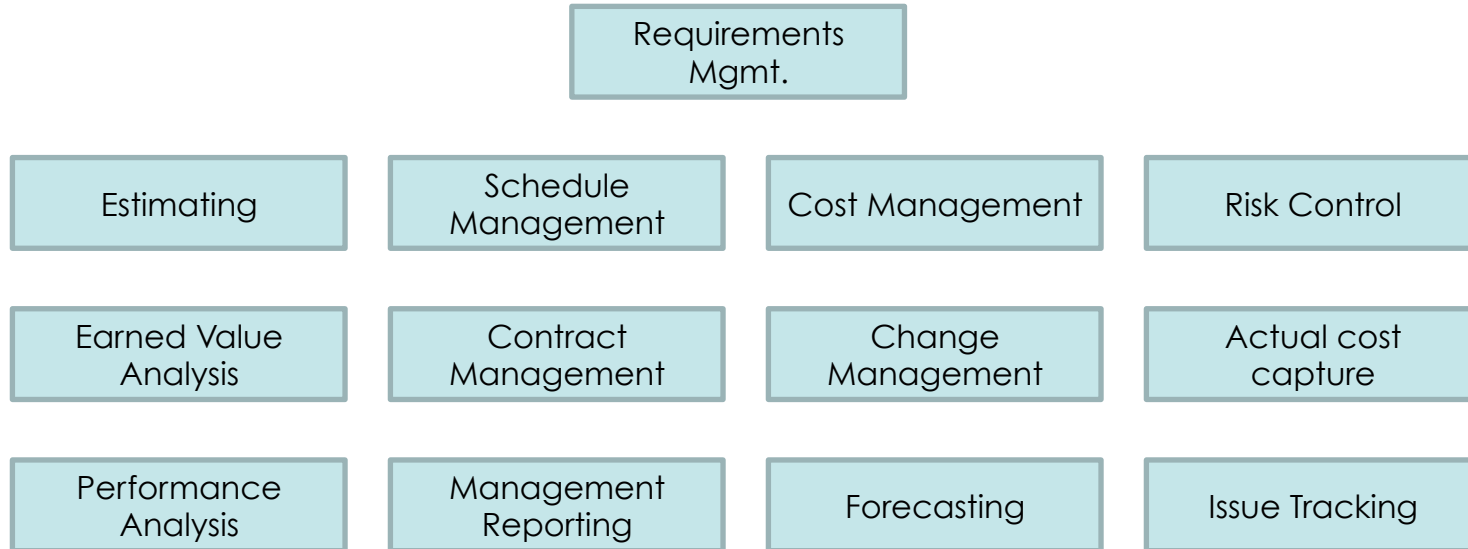 Requirements
Mgmt.
Estimating
Schedule
Management
Cost Management
Risk Control
Earned Value
Analysis
Contract
Management
Change
Management
Actual cost
capture
Performance
Analysis
Management
Reporting
Forecasting
Issue Tracking